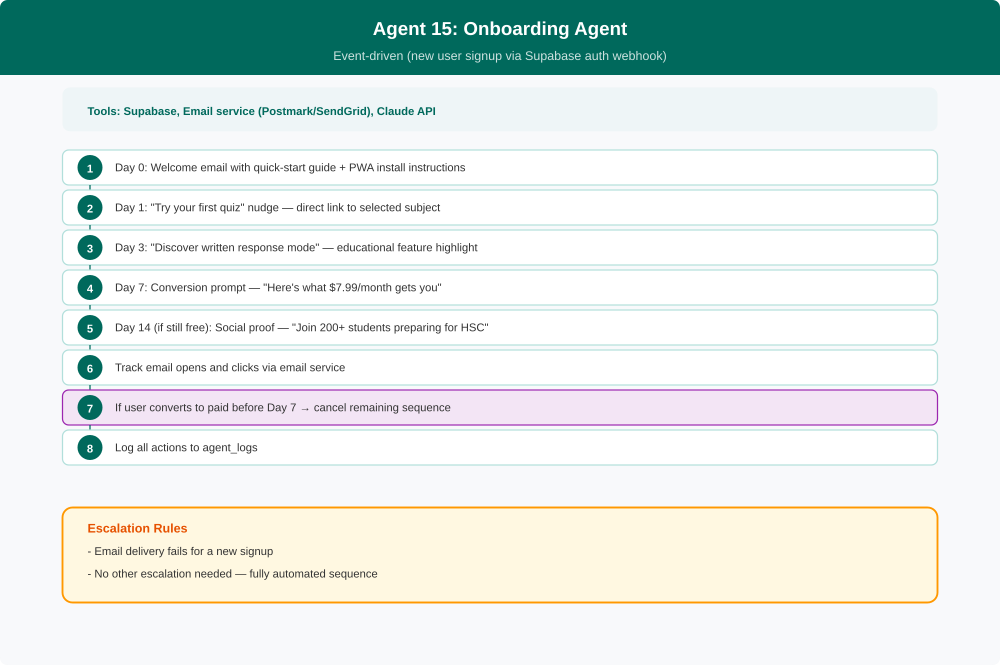 Agent 15: Onboarding Agent
Event-driven (new user signup via Supabase auth webhook)
Tools: Supabase, Email service (Postmark/SendGrid), Claude API
1 Day 0: Welcome email with quick-start guide + PWA install instructions
2 Day 1: "Try your first quiz" nudge — direct link to selected subject
3 Day 3: "Discover written response mode" — educational feature highlight
4 Day 7: Conversion prompt — "Here's what $7.99/month gets you"
5 Day 14 (if still free): Social proof — "Join 200+ students preparing for HSC"
6 Track email opens and clicks via email service
7 If user converts to paid before Day 7 → cancel remaining sequence
8 Log all actions to agent_logs
Escalation Rules
- Email delivery fails for a new signup
- No other escalation needed — fully automated sequence